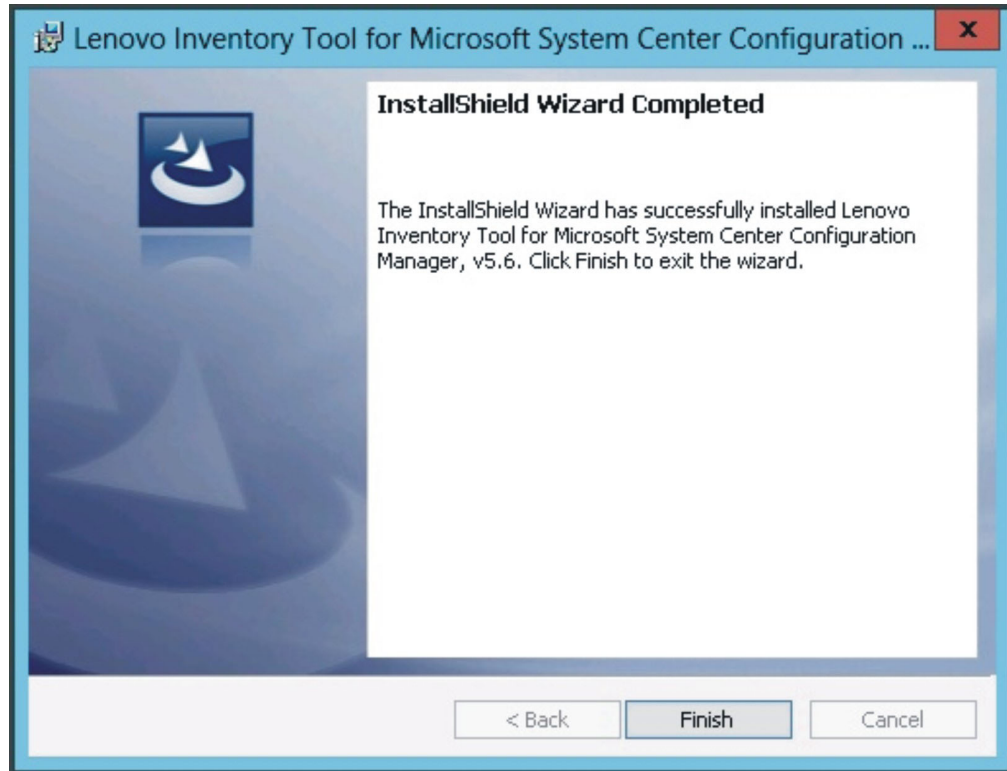 Lenovo Inventory Tool for Microsoft System Center Configuration ...
x
InstallShield Wizard Completed
The InstallShield Wizard has successfully installed Lenovo
Inventory Tool for Microsoft System Center Configuration
Manager, v5.6. Click Finish to exit the wizard.
< Back
Finish
Cancel